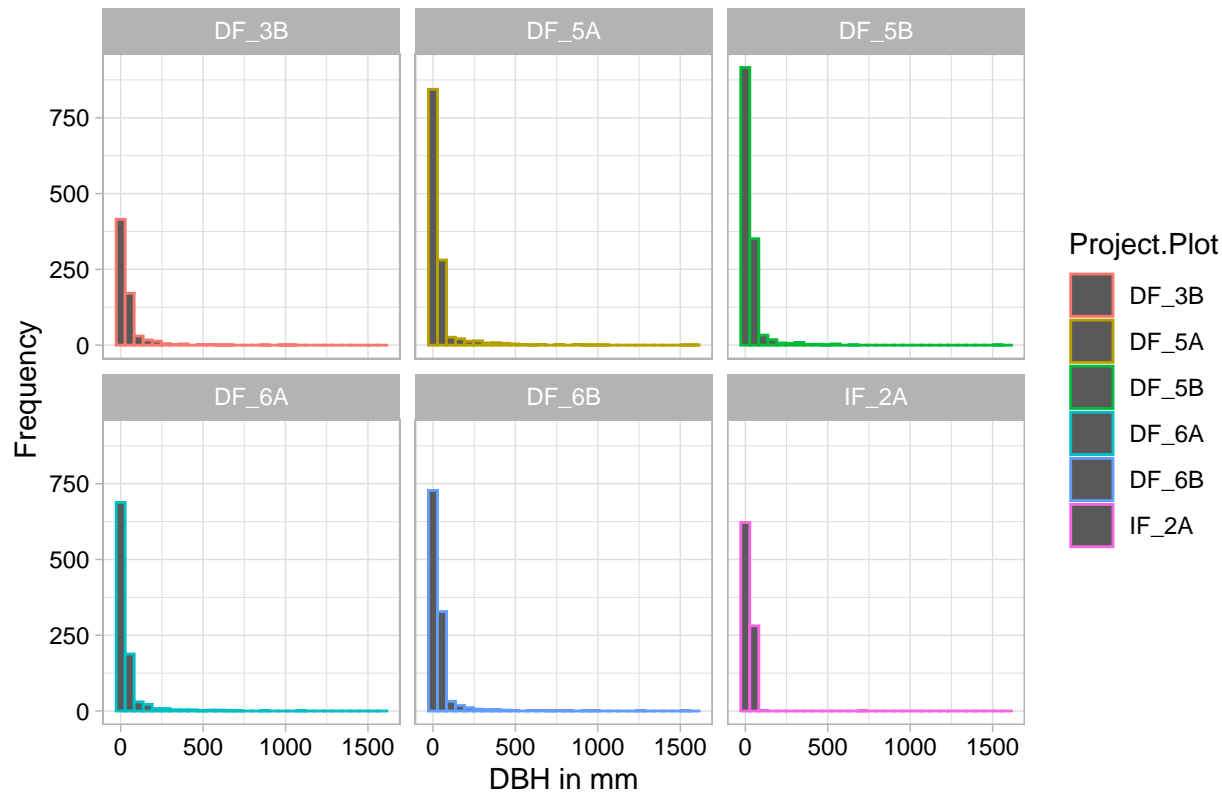 DF_3B DF_5A DF_5B
750
500
250
0
DF_6A DF_6B IF_2A
750
500
250
0
0 500 1000 1500 0 500 1000 1500 0 500 1000 1500
DBH in mm
Frequency
Project.Plot
DF_3B
DF_5A
DF_5B
DF_6A
DF_6B
IF_2A